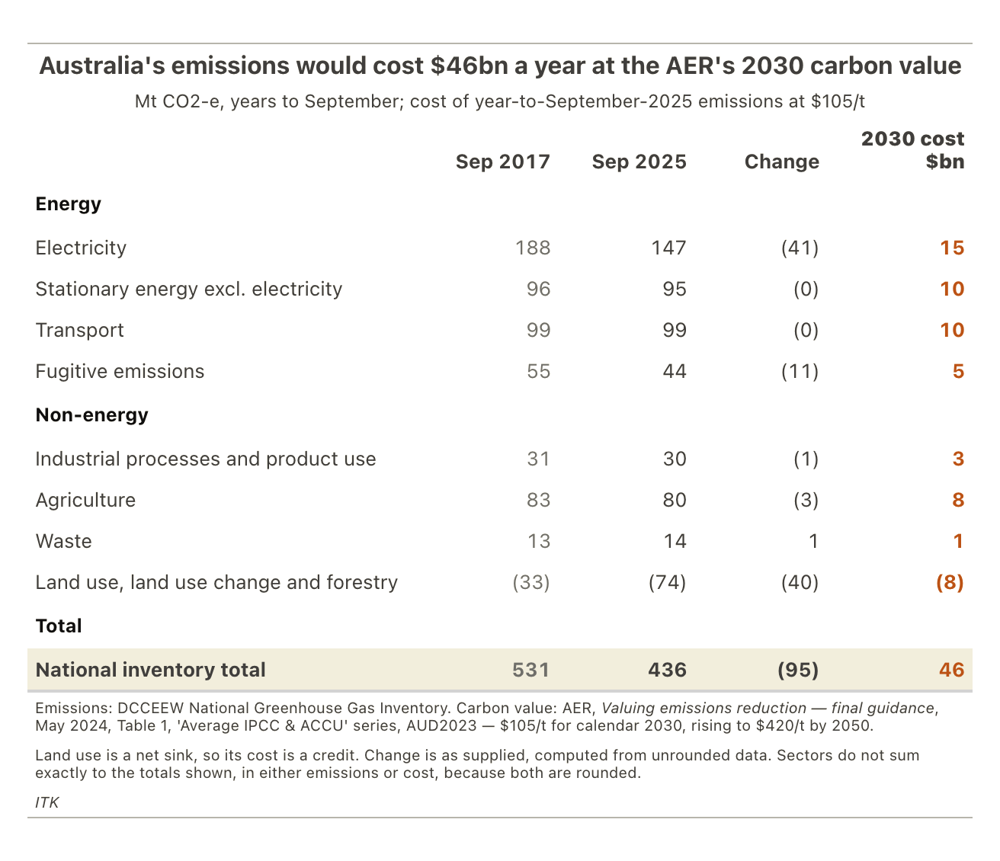 Australia's emissions would cost $46bn a year at the AER's 2030 carbon value
Mt CO2-e, years to September; cost of year-to-September-2025 emissions at $105/t
Sep 2017 Sep 2025 Change 2030 cost $bn
Energy
Electricity 188 147 (41) 15
Stationary energy excl. electricity 96 95 (0) 10
Transport 99 99 (0) 10
Fugitive emissions 55 44 (11) 5
Non-energy
Industrial processes and product use 31 30 (1) 3
Agriculture 83 80 (3) 8
Waste 13 14 1 1
Land use, land use change and forestry (33) (74) (40) (8)
Total
National inventory total 531 436 (95) 46
Emissions: DCCEEW National Greenhouse Gas Inventory. Carbon value: AER, Valuing emissions reduction — final guidance,
May 2024, Table 1, 'Average IPCC & ACCU' series, AUD2023 — $105/t for calendar 2030, rising to $420/t by 2050.
Land use is a net sink, so its cost is a credit. Change is as supplied, computed from unrounded data. Sectors do not sum
exactly to the totals shown, in either emissions or cost, because both are rounded.
ITK